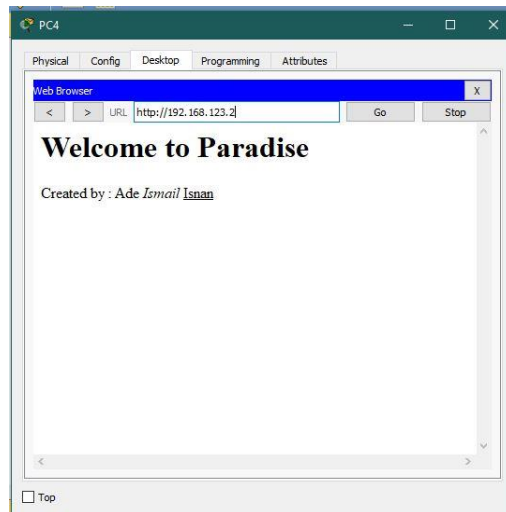 PC4
Physical Config Desktop Programming Attributes
Web Browser X
< > URL http://192.168.123.2 Go Stop
Welcome to Paradise
Created by : Ade Ismail Isnan
Top